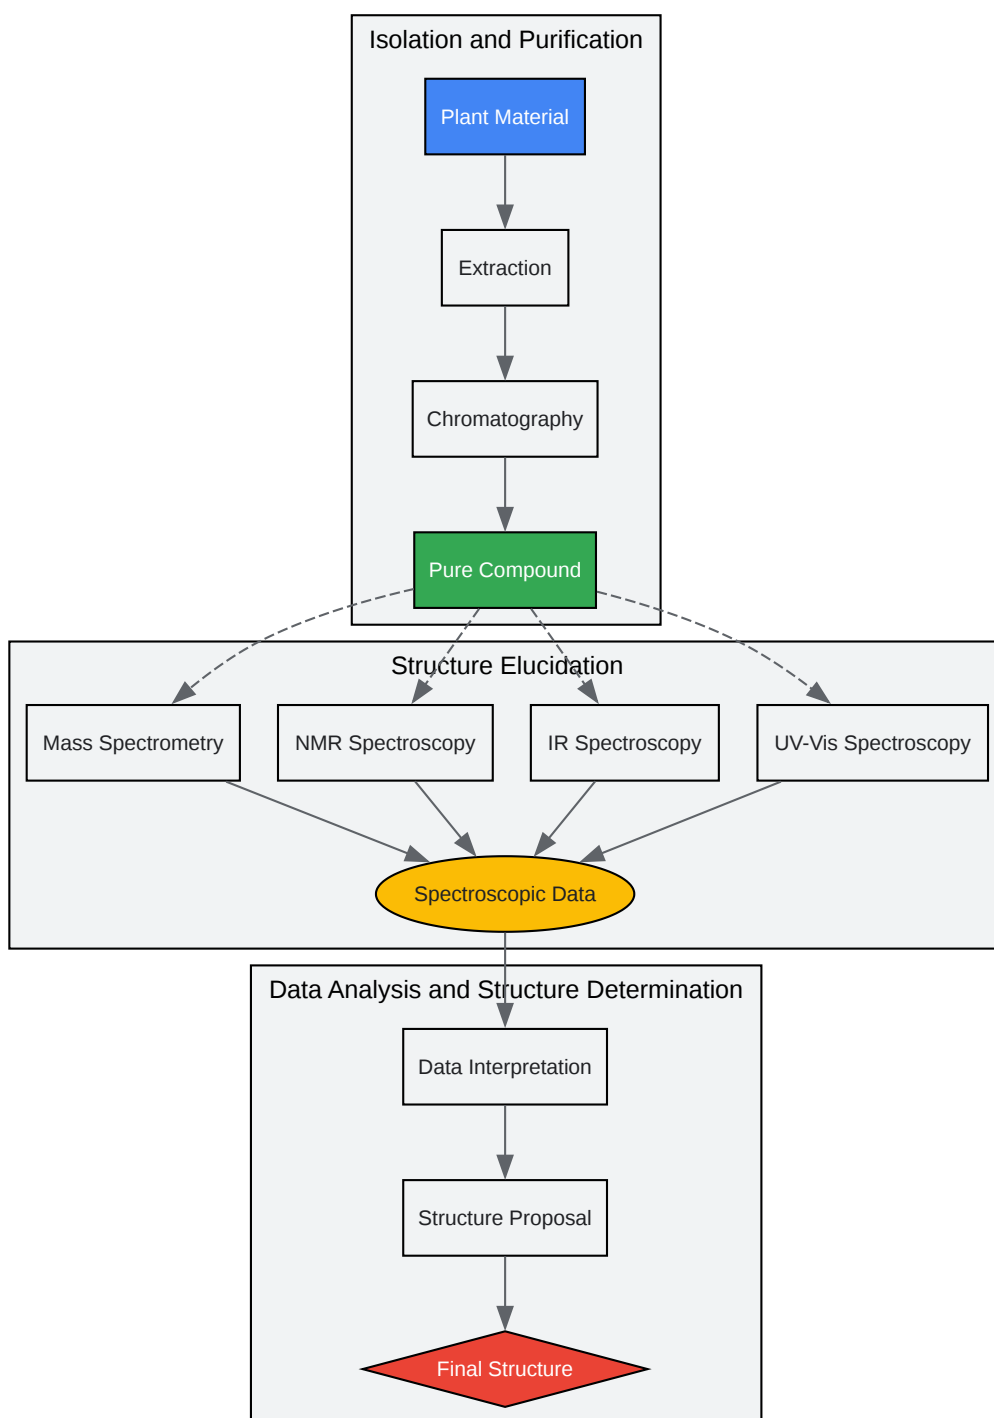 Isolation and Purification
Plant Material
Extraction
Chromatography
Pure Compound
Structure Elucidation
Mass Spectrometry
NMR Spectroscopy
IR Spectroscopy
UV-Vis Spectroscopy
Spectroscopic Data
Data Analysis and Structure Determination
Data Interpretation
Structure Proposal
Final Structure